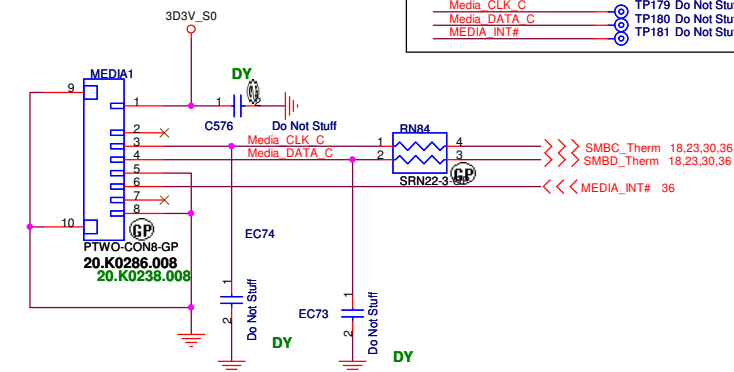 Media_CLK_C
TP179 Do Not Stuf
Media_DATA_C
TP180 Do Not Stuf
MEDIA_INT#
TP181 Do Not Stuf
3D3V_S0
MEDIA1
DY
9
1
1
2
C576
Do Not Stuff
2
3
Media_CLK_C
1
RN84
4
SMBC_Therm 18,23,30,36
4
Media_DATA_C
2
3
SMBD_Therm 18,23,30,36
5
SRN22-3-GP
GP
6
MEDIA_INT# 36
7
8
10
GP
PTWO-CON8-GP
20.K0286.008
20.K0238.008
EC74
1
2
Do Not Stuff
DY
EC73
1
2
Do Not Stuff
DY